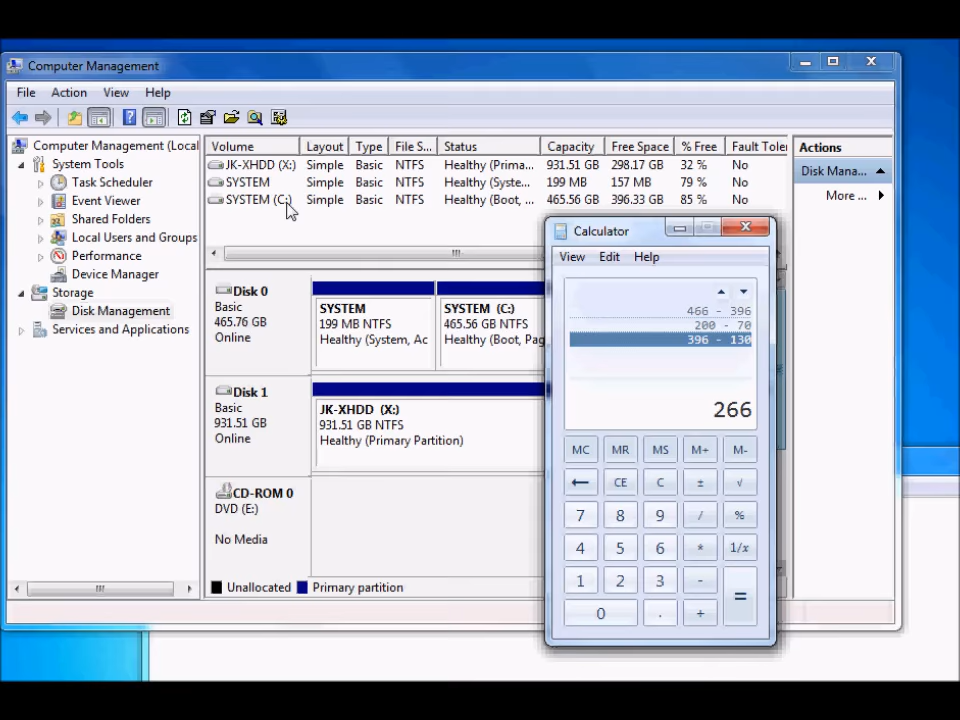 Computer Management
File Action View Help
Computer Management (Local
System Tools
Task Scheduler
Event Viewer
Shared Folders
Local Users and Groups
Performance
Device Manager
Storage
Disk Management
Services and Applications
Volume Layout Type File S... Status Capacity Free Space % Free Fault Toler
JK-XHDD (X:) Simple Basic NTFS Healthy (Prima... 931.51 GB 298.17 GB 32 % No
SYSTEM Simple Basic NTFS Healthy (Syste... 199 MB 157 MB 79 % No
SYSTEM (C:) Simple Basic NTFS Healthy (Boot, ... 465.56 GB 396.33 GB 85 % No
Disk 0
Basic
465.76 GB
Online
SYSTEM
199 MB NTFS
Healthy (System, Ac
SYSTEM (C:)
465.56 GB NTFS
Healthy (Boot, Pag
Disk 1
Basic
931.51 GB
Online
JK-XHDD (X:)
931.51 GB NTFS
Healthy (Primary Partition)
CD-ROM 0
DVD (E:)
No Media
Unallocated Primary partition
Actions
Disk Mana...
More ...
Calculator
View Edit Help
466 - 396
200 - 70
396 - 130
266
MC MR MS M+ M-
← CE C ± √
7 8 9 / %
4 5 6 * 1/x
1 2 3 - =
0 . +